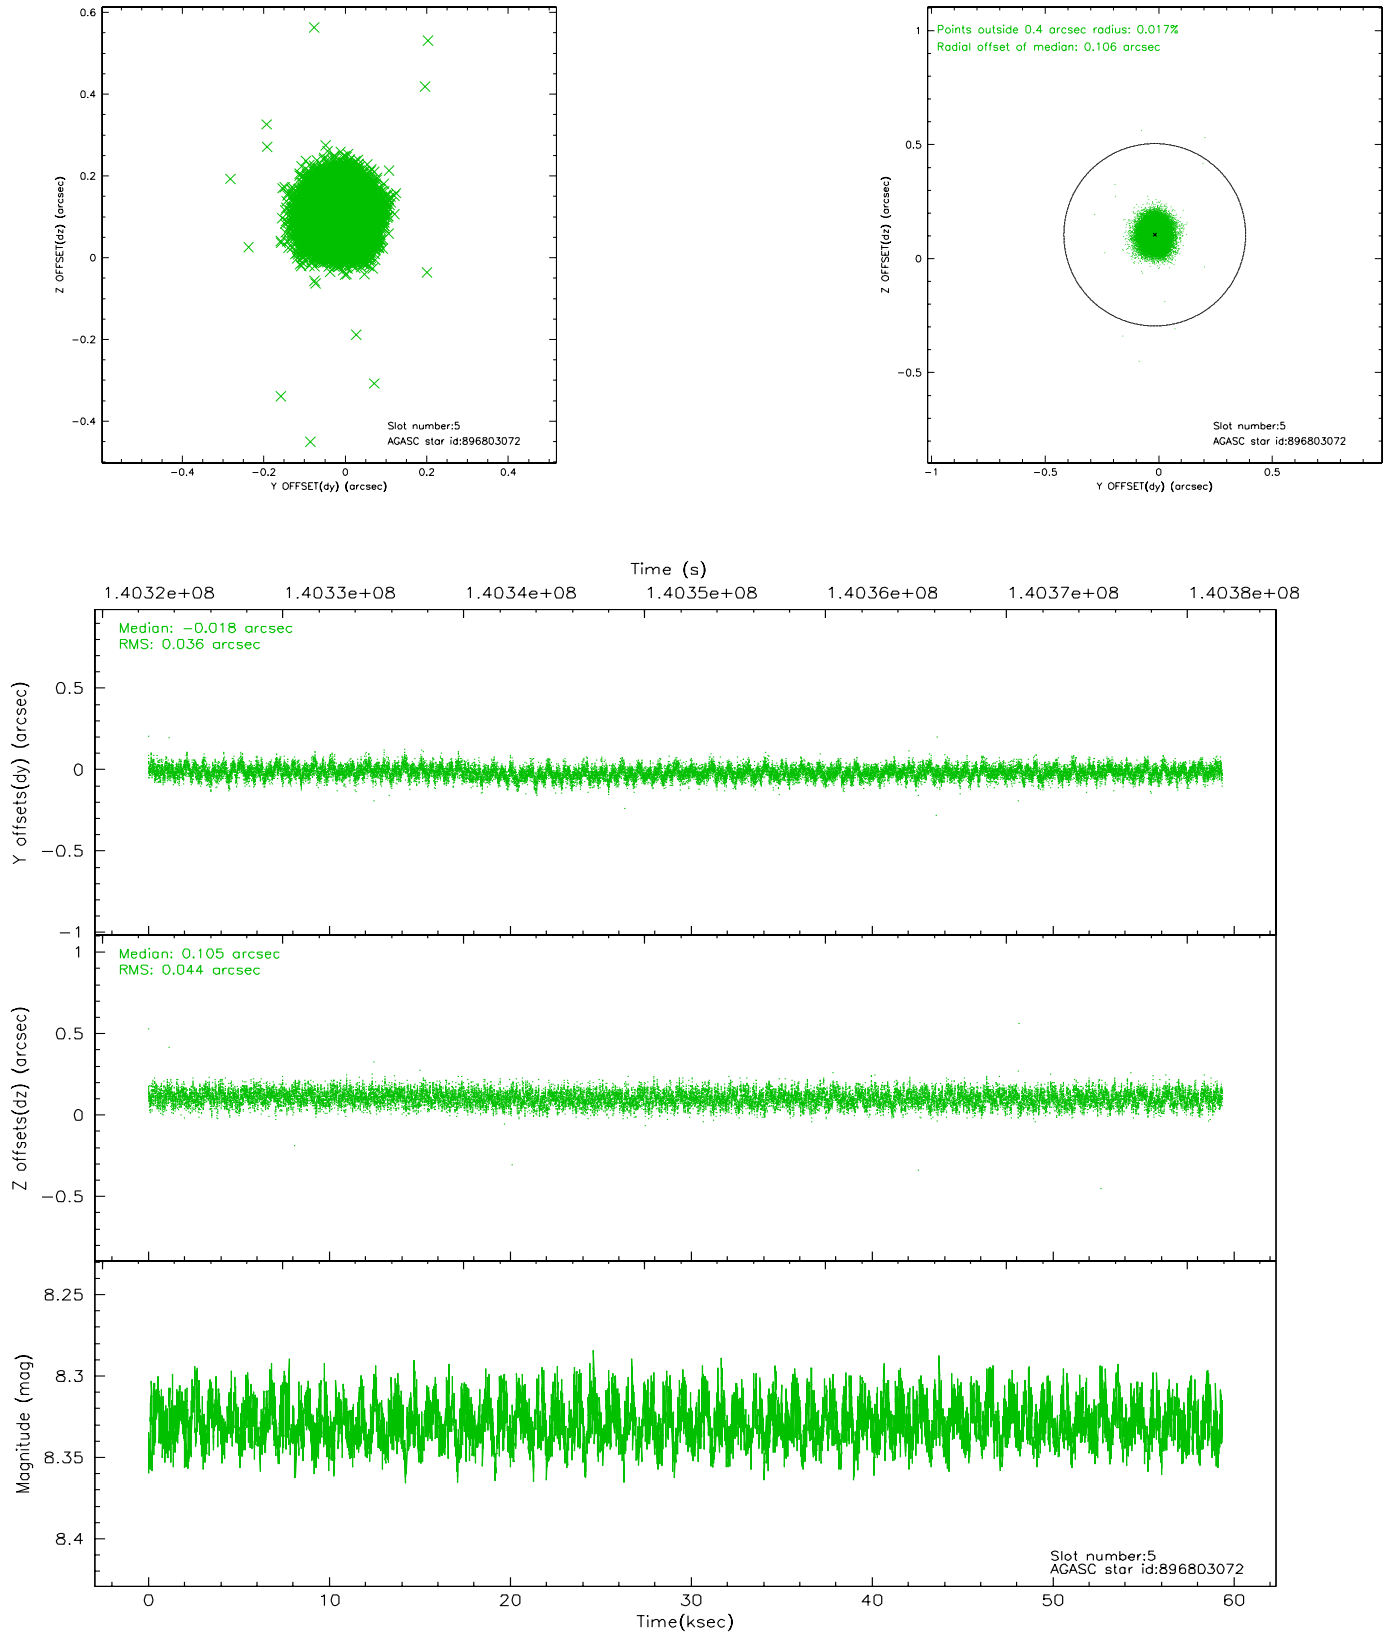 0.6
0.4
0.2
0
−0.2
−0.4
Z OFFSET(dz) (arcsec)
Slot number:5
AGASC star id:896803072
−0.4 −0.2 0 0.2 0.4
Y OFFSET(dy) (arcsec)
Points outside 0.4 arcsec radius: 0.017%
Radial offset of median: 0.106 arcsec
1
0.5
0
−0.5
Z OFFSET(dz) (arcsec)
Slot number:5
AGASC star id:896803072
−1 −0.5 0 0.5
Y OFFSET(dy) (arcsec)
Time (s)
1.4032e+08 1.4033e+08 1.4034e+08 1.4035e+08 1.4036e+08 1.4037e+08 1.4038e+08
Median: −0.018 arcsec
RMS: 0.036 arcsec
0.5
0
−0.5
−1
Y offsets(dy) (arcsec)
Median: 0.105 arcsec
RMS: 0.044 arcsec
1
0.5
0
−0.5
Z offsets(dz) (arcsec)
8.25
8.3
8.35
8.4
Magnitude (mag)
Slot number:5
AGASC star id:896803072
0 10 20 30 40 50 60
Time(ksec)